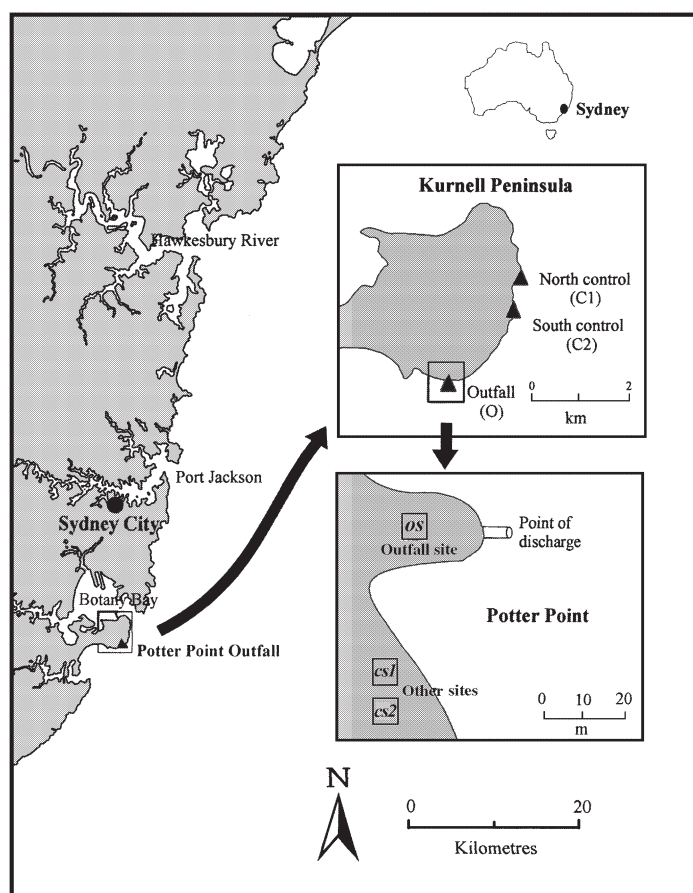 Sydney
Kurnell Peninsula
Hawkesbury River
North control
(C1)
South control
(C2)
Outfall
(O)
0 2
km
Port Jackson
Sydney City
os
Outfall site
Point of
discharge
Botany Bay
Potter Point
Potter Point Outfall
cs1
Other sites
cs2
0 10 20
m
N
0 20
Kilometres